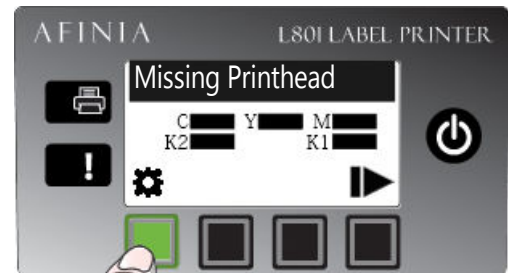 AFINIA L801 LABEL PRINTER
Missing Printhead
C Y M
K2 K1
!